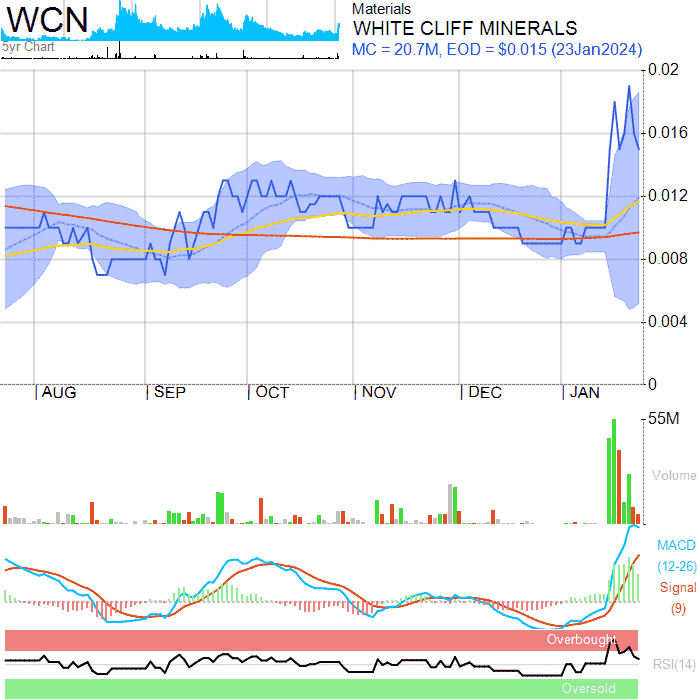 WCN
5yr Chart
Materials
WHITE CLIFF MINERALS
MC = 20.7M, EOD = $0.015 (23Jan2024)
0.02
0.016
0.012
0.008
0.004
0
AUG SEP OCT NOV DEC JAN
55M
Volume
MACD
(12-26)
Signal
(9)
Overbought
RSI(14)
Oversold